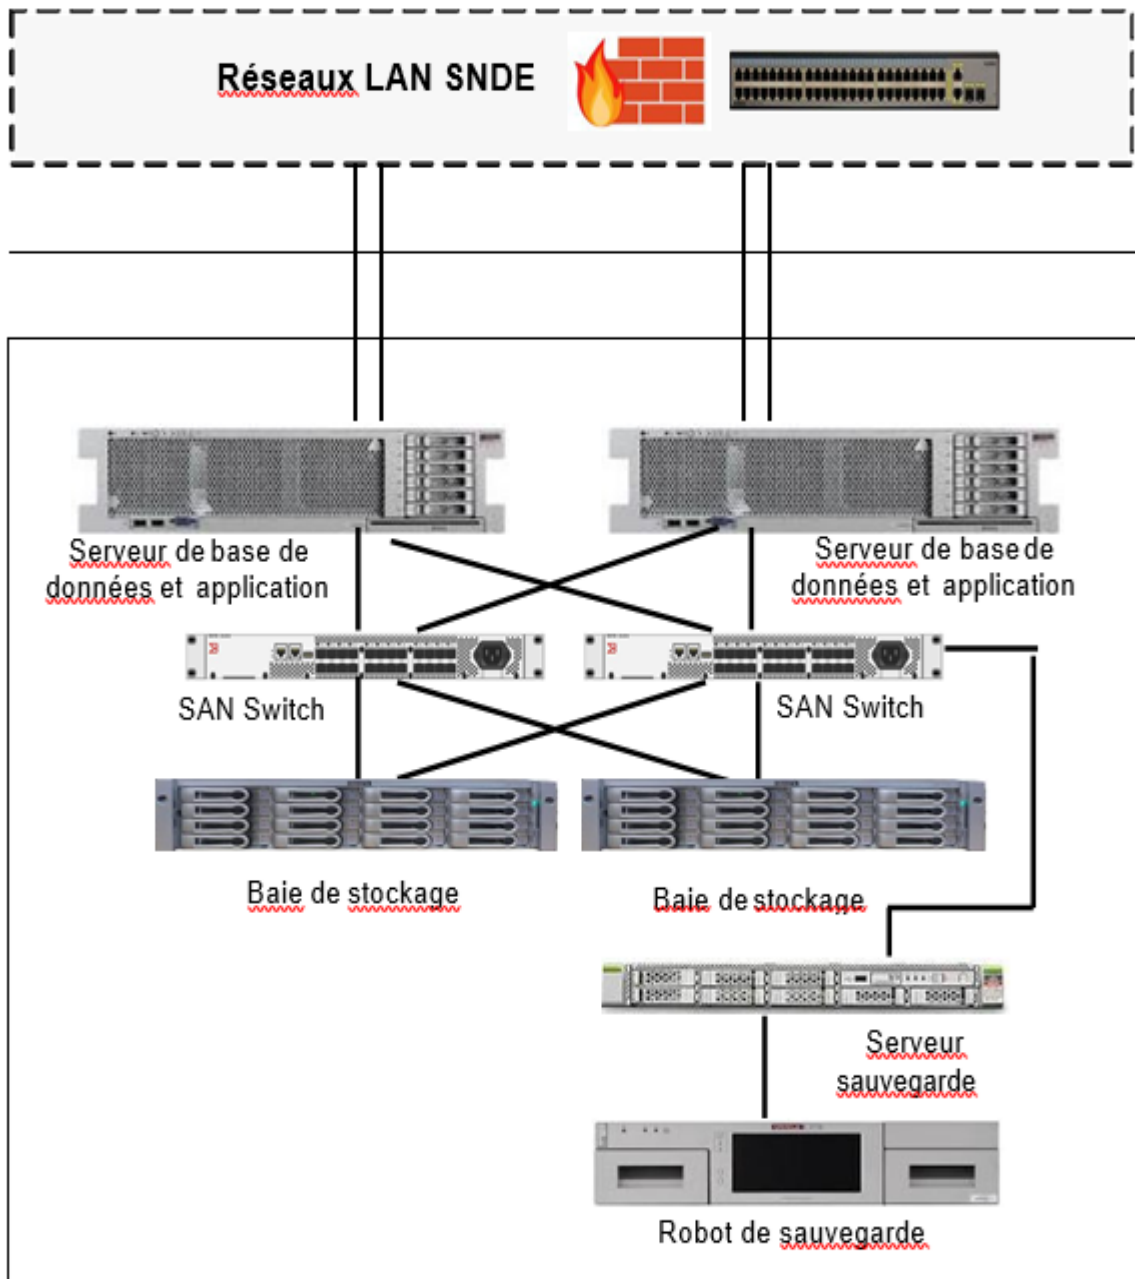 Réseaux LAN SNDE
Serveur de base de
données et application
Serveur de base de
données et application
SAN Switch
SAN Switch
Baie de stockage
Baie de stockage
Serveur
sauvegarde
Robot de sauvegarde